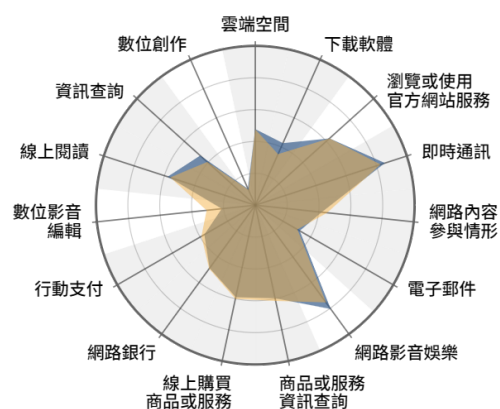 雲端空間
下載軟體
瀏覽或使用
官方網站服務
即時通訊
網路內容
參與情形
電子郵件
網路影音娛樂
商品或服務
資訊查詢
線上購買
商品或服務
網路銀行
行動支付
數位影音
編輯
線上閱讀
資訊查詢
數位創作